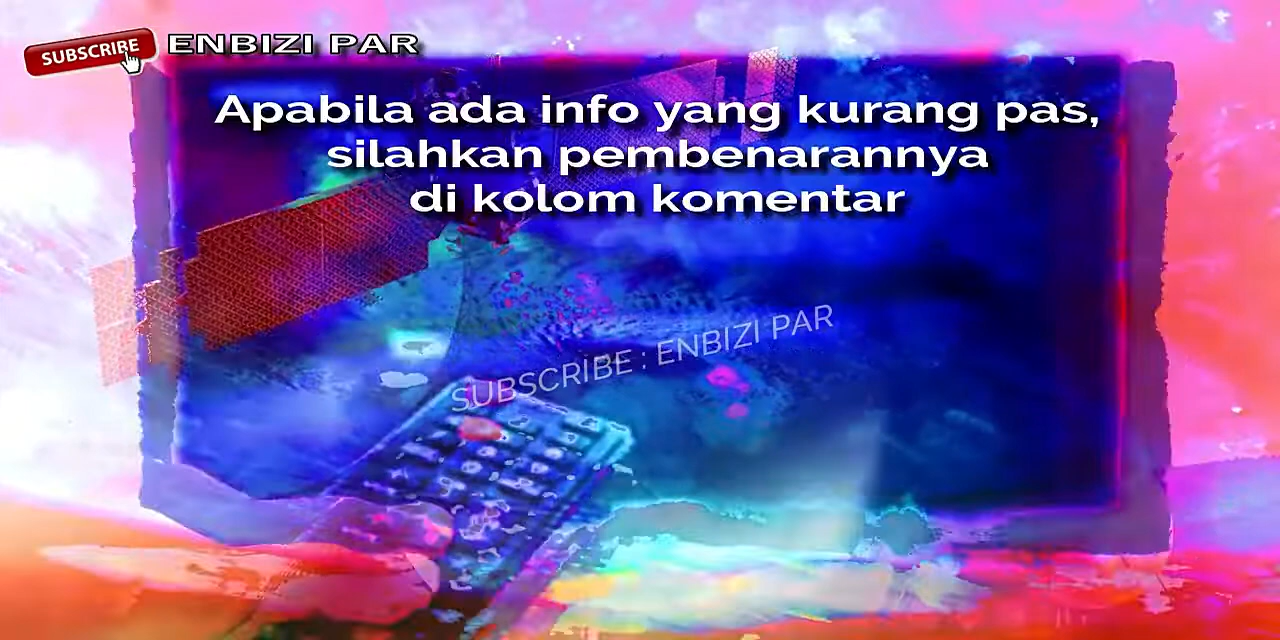 SUBSCRIBE ENBIZI PAR
Apabila ada info yang kurang pas,
silahkan pembenarannya
di kolom komentar
SUBSCRIBE : ENBIZI PAR